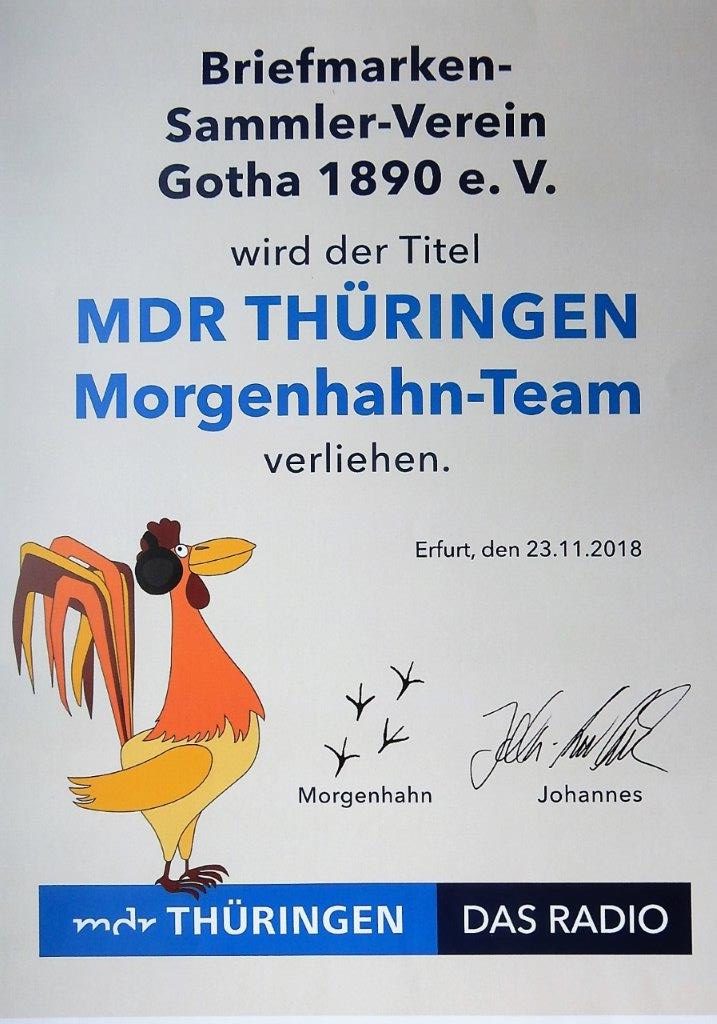 Briefmarken-
Sammler-Verein
Gotha 1890 e. V.
wird der Titel
MDR THÜRINGEN
Morgenhahn-Team
verliehen.
Erfurt, den 23.11.2018
Morgenhahn
Johannes
mdr THÜRINGEN DAS RADIO